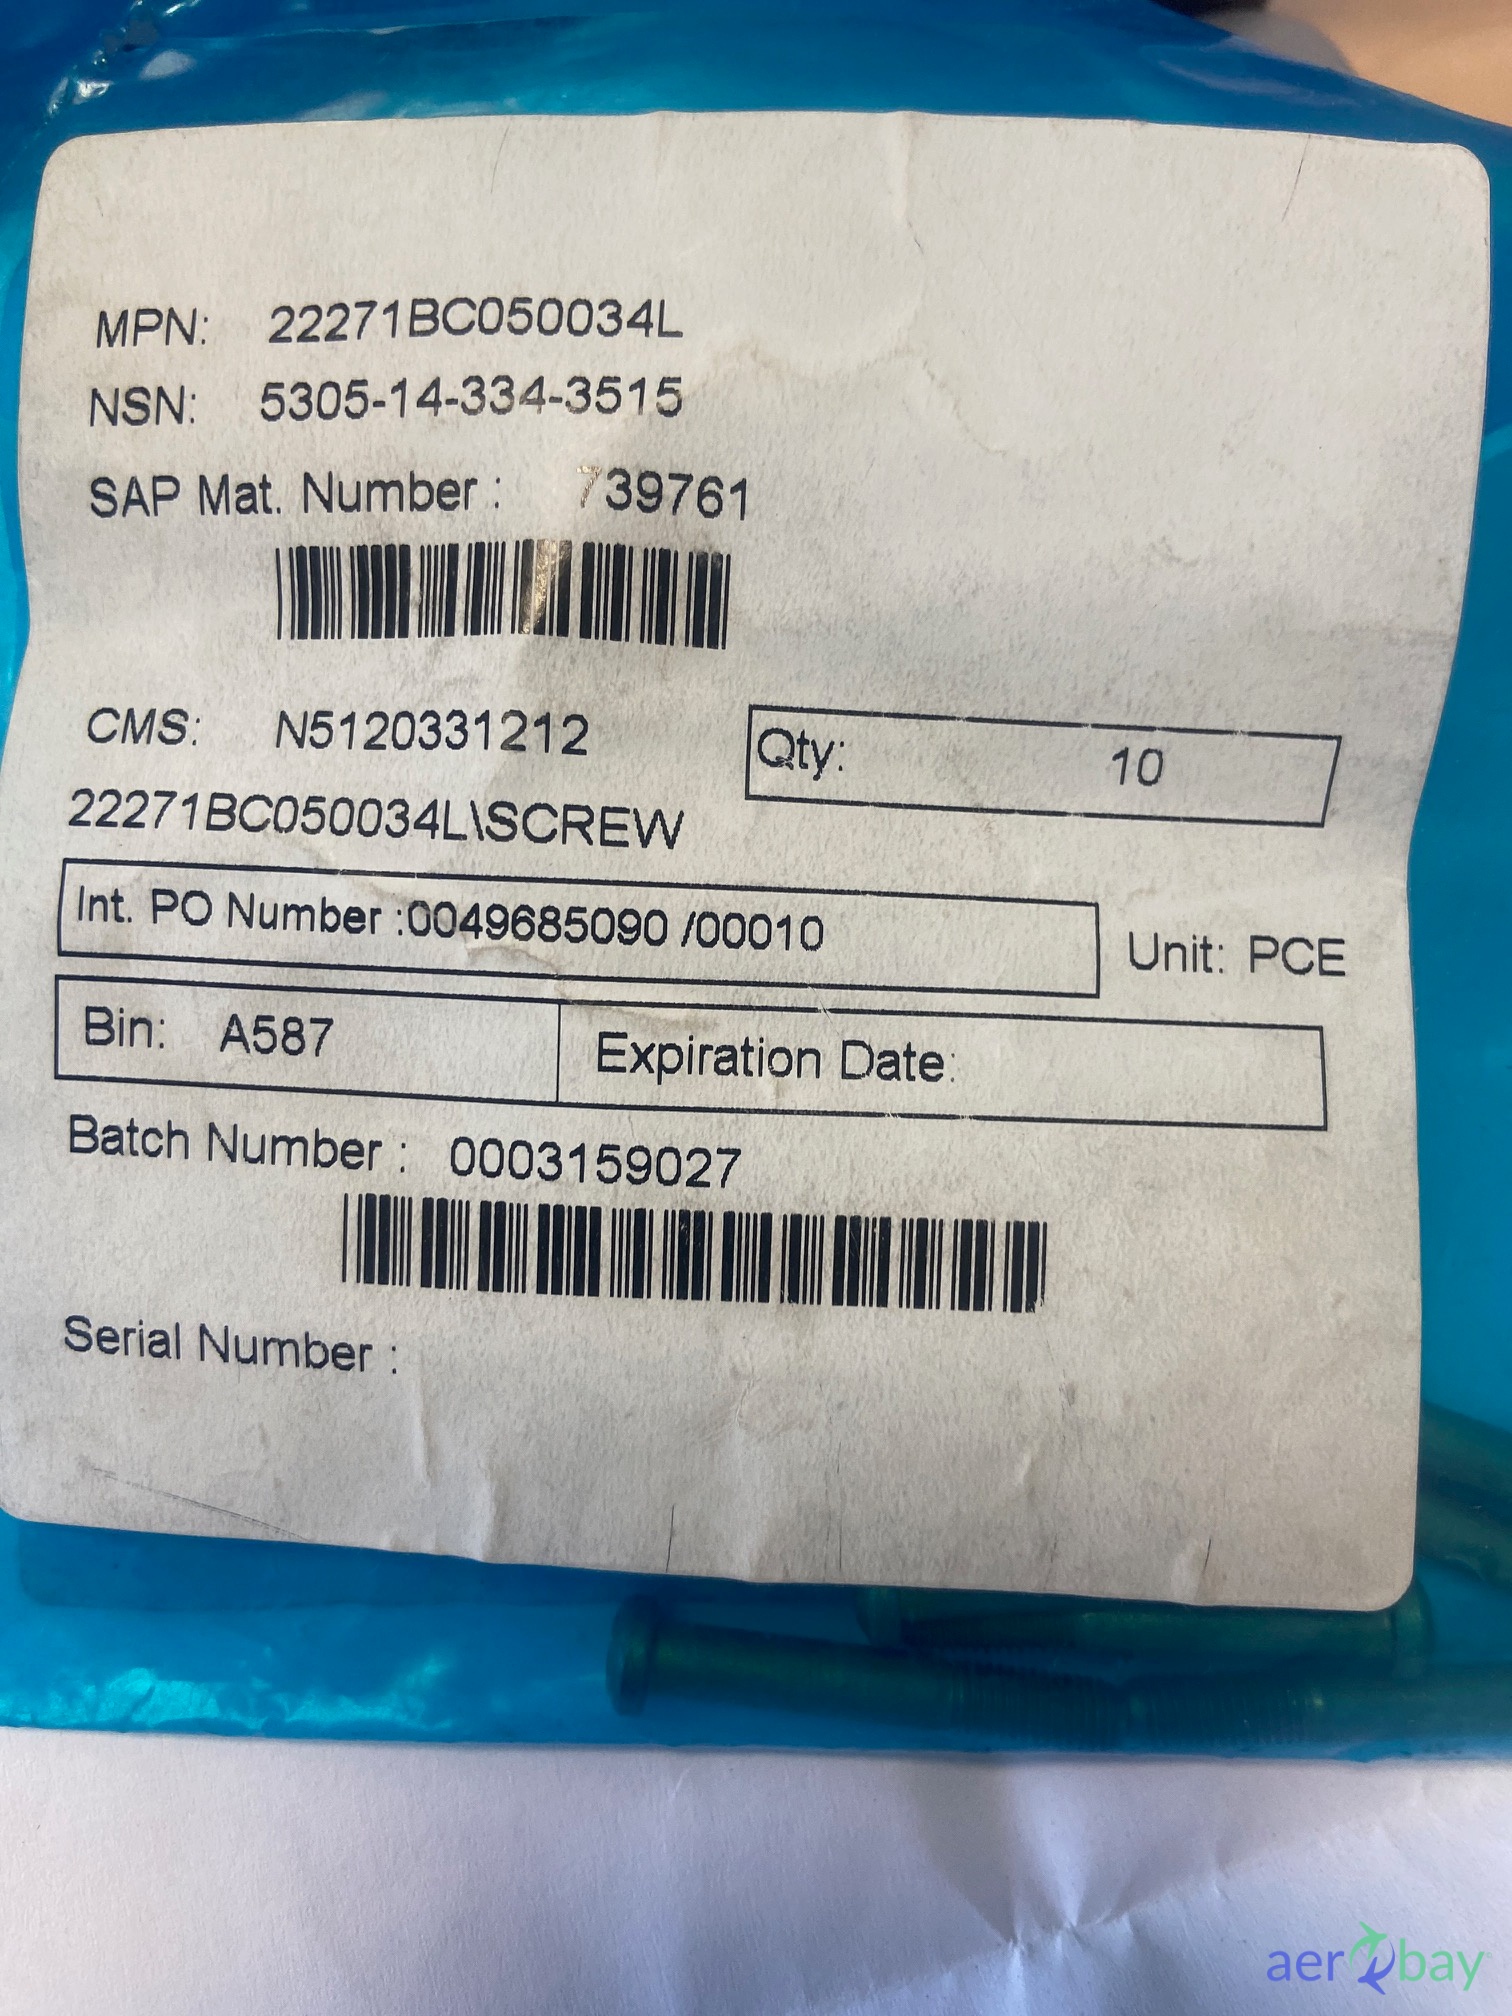 MPN: 22271BC050034L
NSN: 5305-14-334-3515
SAP Mat. Number : 739761
CMS: N5120331212
Qty: 10
22271BC050034L\SCREW
Int. PO Number :0049685090 /00010
Unit: PCE
Bin: A587
Expiration Date:
Batch Number : 0003159027
Serial Number :
aerobay